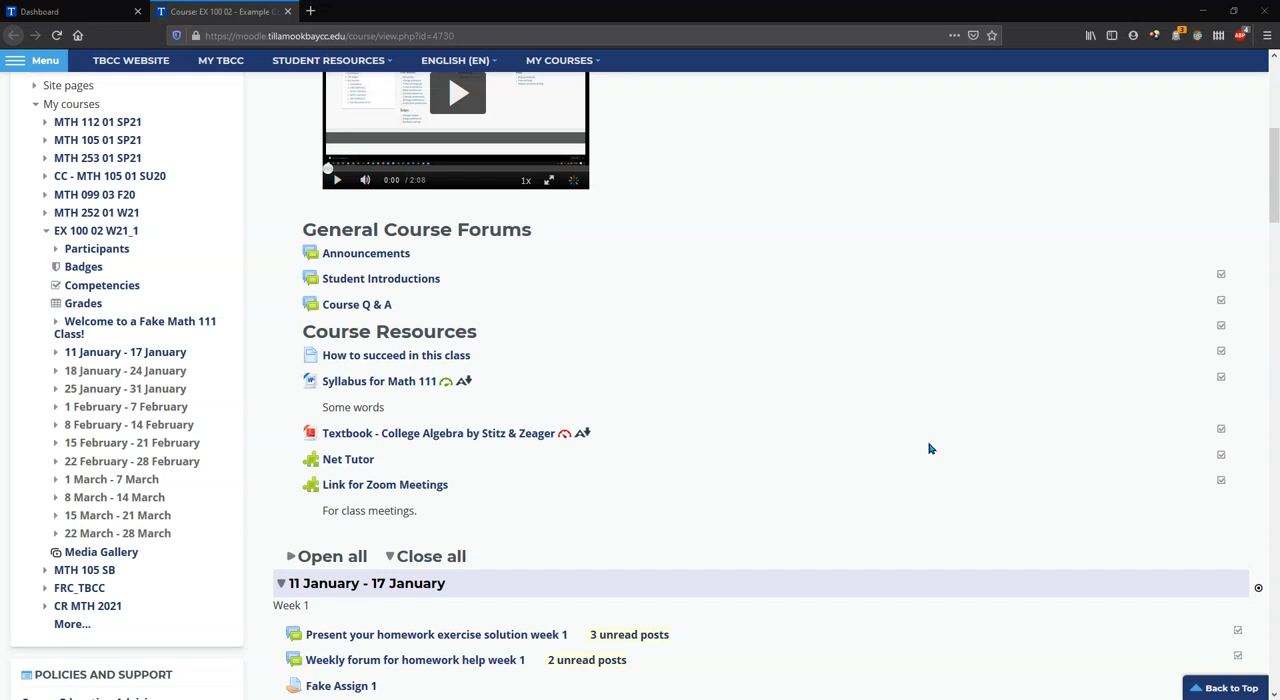 Dashboard
Course: EX 100 02 - Example C
https://moodle.tillamookbaycc.edu/course/view.php?id=4730
3
4
ABP
Menu
TBCC WEBSITE
MY TBCC
STUDENT RESOURCES
ENGLISH (EN)
MY COURSES
Site pages
My courses
MTH 112 01 SP21
MTH 105 01 SP21
MTH 253 01 SP21
CC - MTH 105 01 SU20
MTH 099 03 F20
MTH 252 01 W21
EX 100 02 W21_1
Participants
Badges
Competencies
Grades
Welcome to a Fake Math 111
Class!
11 January - 17 January
18 January - 24 January
25 January - 31 January
1 February - 7 February
8 February - 14 February
15 February - 21 February
22 February - 28 February
1 March - 7 March
8 March - 14 March
15 March - 21 March
22 March - 28 March
Media Gallery
MTH 105 SB
FRC_TBCC
CR MTH 2021
More...
POLICIES AND SUPPORT
0:00 / 2:08
1x
General Course Forums
Announcements
Student Introductions
Course Q & A
Course Resources
How to succeed in this class
Syllabus for Math 111
Some words
Textbook - College Algebra by Stitz & Zeager
Net Tutor
Link for Zoom Meetings
For class meetings.
Open all
Close all
11 January - 17 January
Week 1
Present your homework exercise solution week 1 3 unread posts
Weekly forum for homework help week 1 2 unread posts
Fake Assign 1
Back to Top